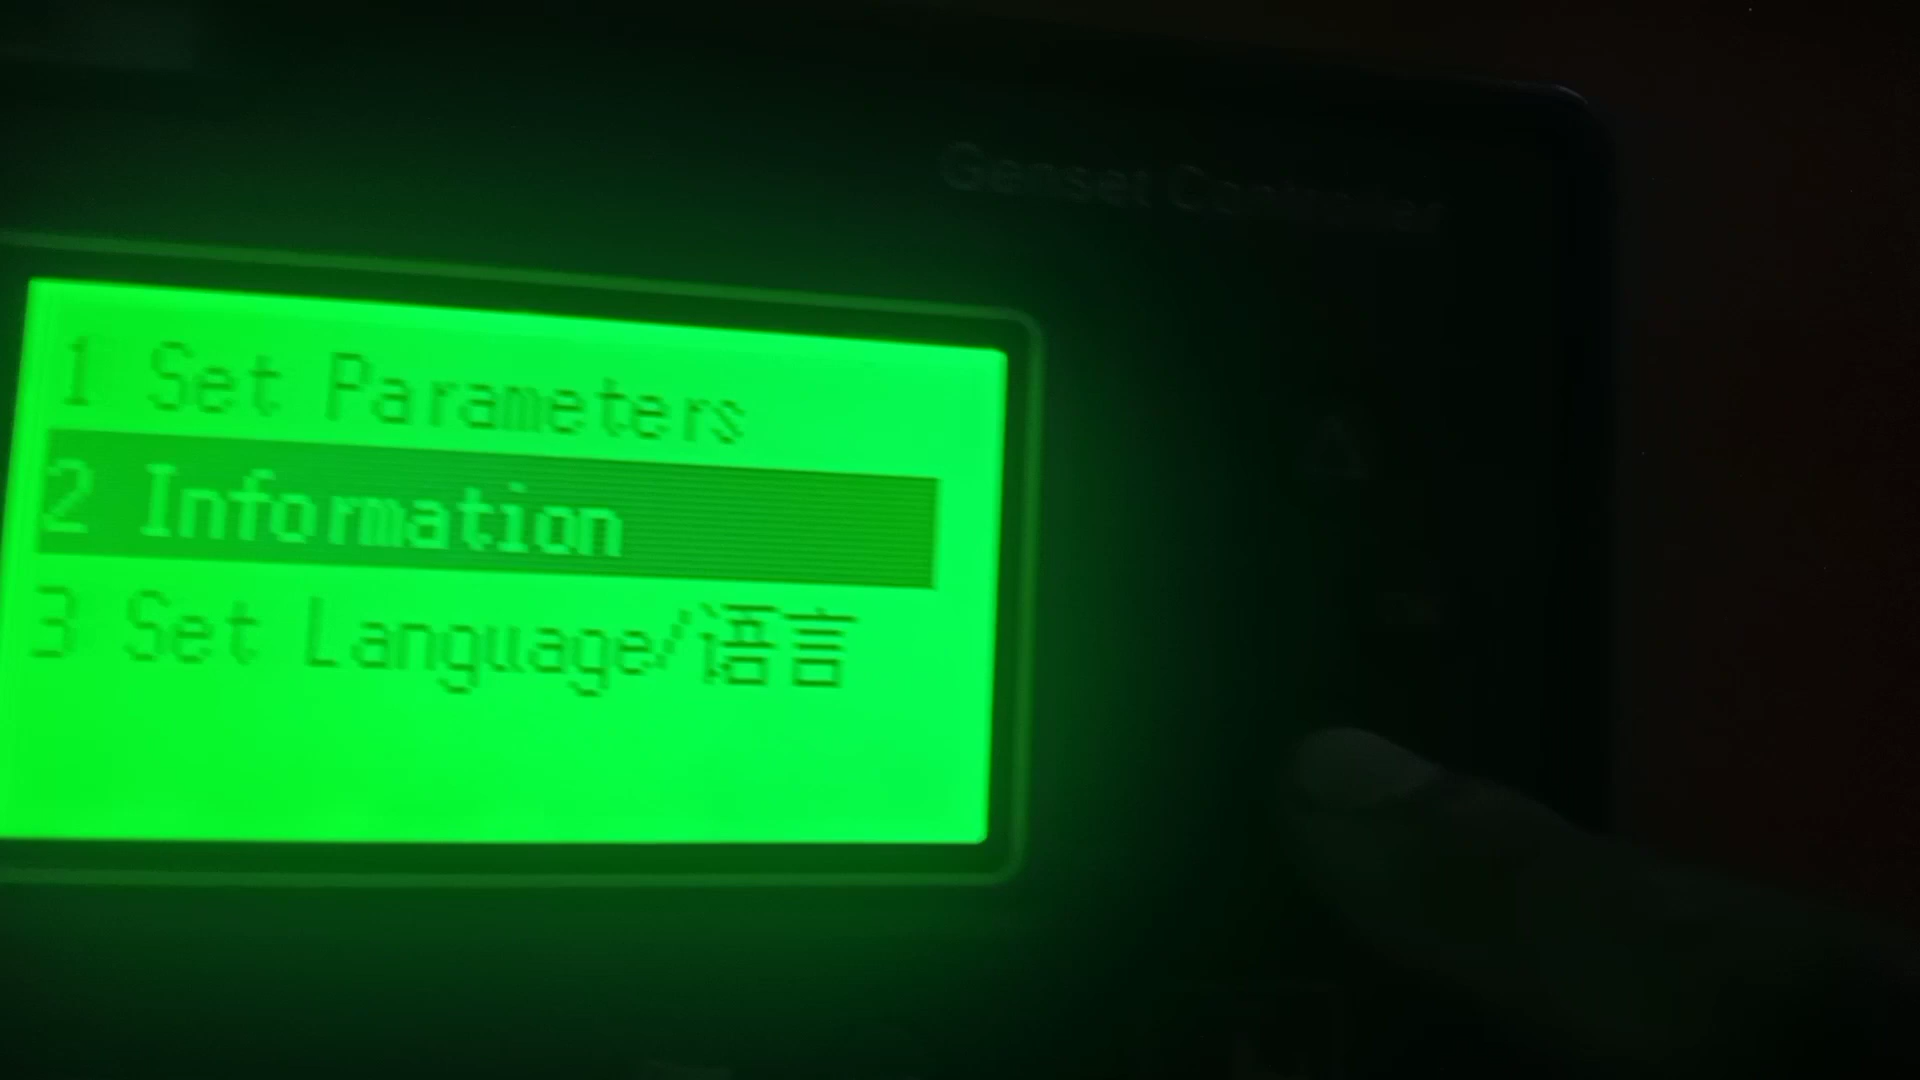 Genset Controller
1 Set Parameters
2 Information
3 Set Language/语言